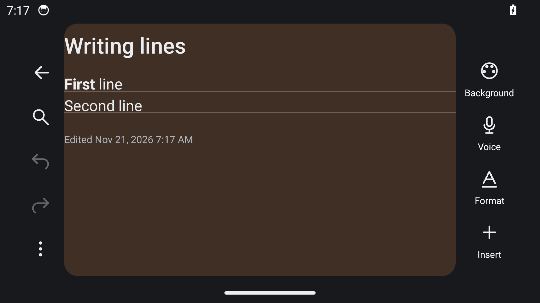 7:17
Writing lines
First line
Second line
Edited Nov 21, 2026 7:17 AM
Background
Voice
Format
Insert